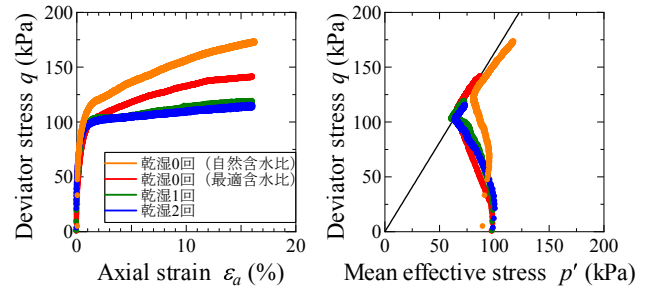 Deviator stress q (kPa)
200
150
100
50
0
乾湿0回（自然含水比）
乾湿0回（最適含水比）
乾湿1回
乾湿2回
0 10 20
Axial strain εa (%)
Deviator stress q (kPa)
200
150
100
50
0
0 50 100 150 200
Mean effective stress p′ (kPa)